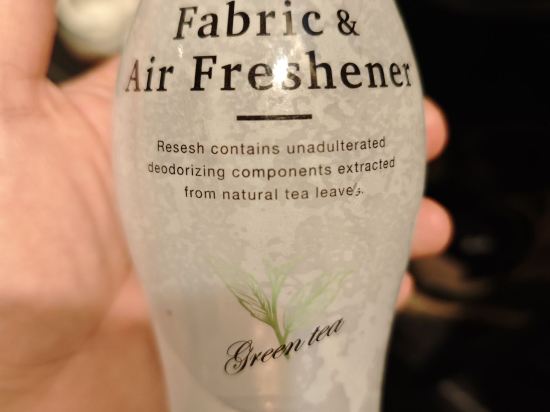 Fabric &
Air Freshener
Resesh contains unadulterated
deodorizing components extracted
from natural tea leaves.
Green tea